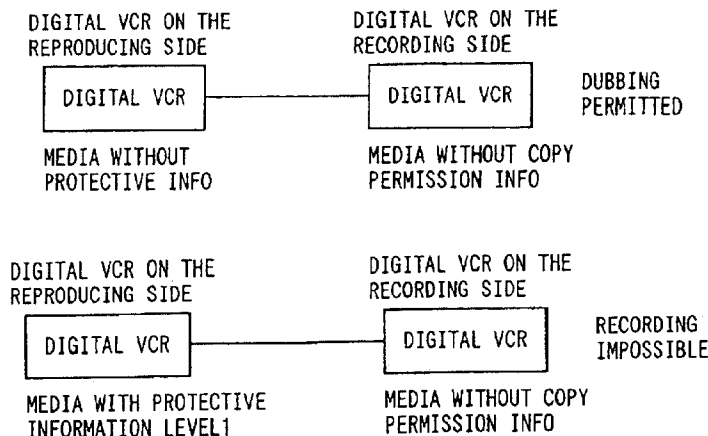 DIGITAL VCR ON THE
REPRODUCING SIDE
DIGITAL VCR ON THE
RECORDING SIDE
DIGITAL VCR
DIGITAL VCR
DUBBING
PERMITTED
MEDIA WITHOUT
PROTECTIVE INFO
MEDIA WITHOUT COPY
PERMISSION INFO
DIGITAL VCR ON THE
REPRODUCING SIDE
DIGITAL VCR ON THE
RECORDING SIDE
DIGITAL VCR
DIGITAL VCR
RECORDING
IMPOSSIBLE
MEDIA WITH PROTECTIVE
INFORMATION LEVEL1
MEDIA WITHOUT COPY
PERMISSION INFO